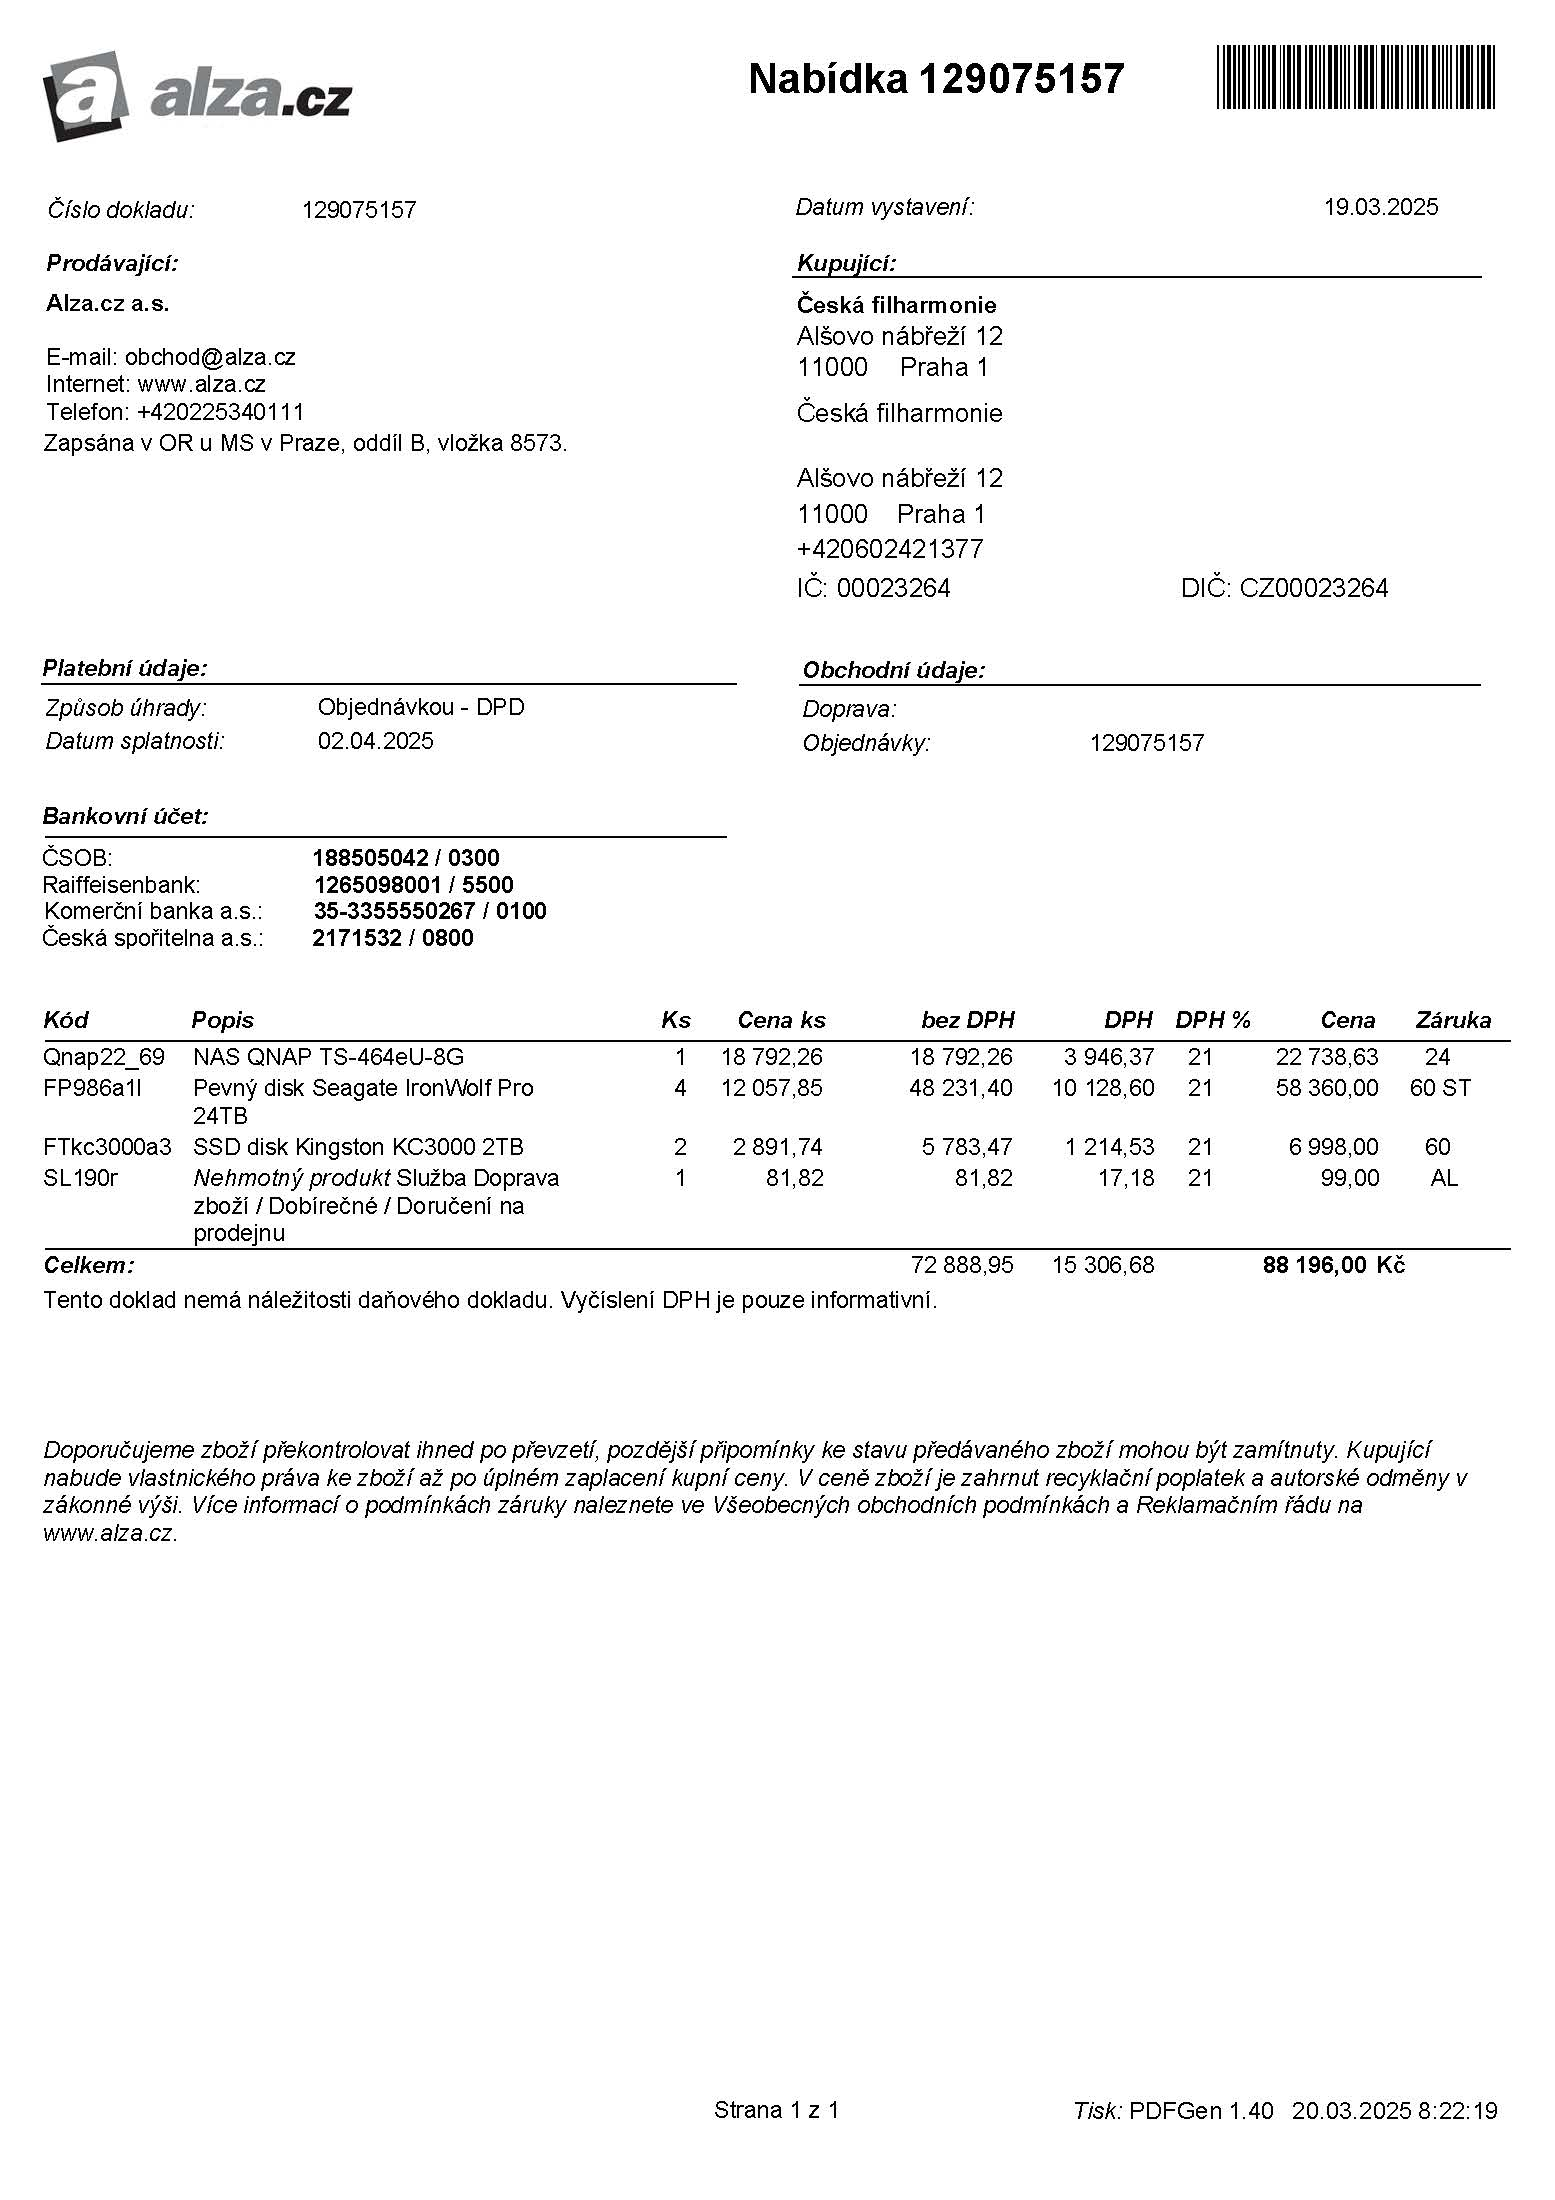 a alza.cz
Nabídka 129075157
Číslo dokladu: 129075157
Datum vystavení: 19.03.2025
Prodávající:
Alza.cz a.s.
E-mail: obchod@alza.cz
Internet: www.alza.cz
Telefon: +420225340111
Zapsána v OR u MS v Praze, oddíl B, vložka 8573.
Kupující:
Česká filharmonie
Alšovo nábřeží 12
11000 Praha 1
Česká filharmonie
Alšovo nábřeží 12
11000 Praha 1
+420602421377
IČ: 00023264 DIČ: CZ00023264
Platební údaje:
Způsob úhrady: Objednávkou - DPD
Datum splatnosti: 02.04.2025
Obchodní údaje:
Doprava:
Objednávky: 129075157
Bankovní účet:
ČSOB: 188505042 / 0300
Raiffeisenbank: 1265098001 / 5500
Komerční banka a.s.: 35-3355550267 / 0100
Česká spořitelna a.s.: 2171532 / 0800
Kód Popis Ks Cena ks bez DPH DPH DPH % Cena Záruka
Qnap22_69 NAS QNAP TS-464eU-8G 1 18 792,26 18 792,26 3 946,37 21 22 738,63 24
FP986a1l Pevný disk Seagate IronWolf Pro 4 12 057,85 48 231,40 10 128,60 21 58 360,00 60 ST
24TB
FTkc3000a3 SSD disk Kingston KC3000 2TB 2 2 891,74 5 783,47 1 214,53 21 6 998,00 60
SL190r Nehmotný produkt Služba Doprava 1 81,82 81,82 17,18 21 99,00 AL
zboží / Dobírečné / Doručení na
prodejnu
Celkem: 72 888,95 15 306,68 88 196,00 Kč
Tento doklad nemá náležitosti daňového dokladu. Vyčíslení DPH je pouze informativní.
Doporučujeme zboží překontrolovat ihned po převzetí, pozdější připomínky ke stavu předávaného zboží mohou být zamítnuty. Kupující
nabude vlastnického práva ke zboží až po úplném zaplacení kupní ceny. V ceně zboží je zahrnut recyklační poplatek a autorské odměny v
zákonné výši. Více informací o podmínkách záruky naleznete ve Všeobecných obchodních podmínkách a Reklamačním řádu na
www.alza.cz.
Strana 1 z 1
Tisk: PDFGen 1.40 20.03.2025 8:22:19